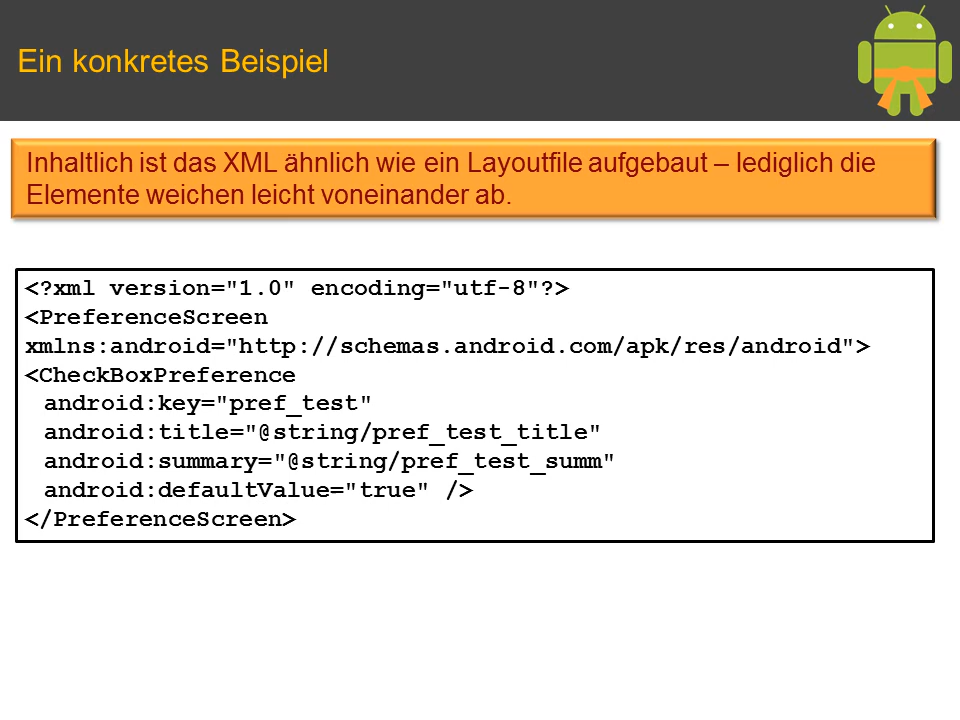 Ein konkretes Beispiel
Inhaltlich ist das XML ähnlich wie ein Layoutfile aufgebaut – lediglich die
Elemente weichen leicht voneinander ab.
<?xml version="1.0" encoding="utf-8"?>
<PreferenceScreen
xmlns:android="http://schemas.android.com/apk/res/android">
<CheckBoxPreference
android:key="pref_test"
android:title="@string/pref_test_title"
android:summary="@string/pref_test_summ"
android:defaultValue="true" />
</PreferenceScreen>